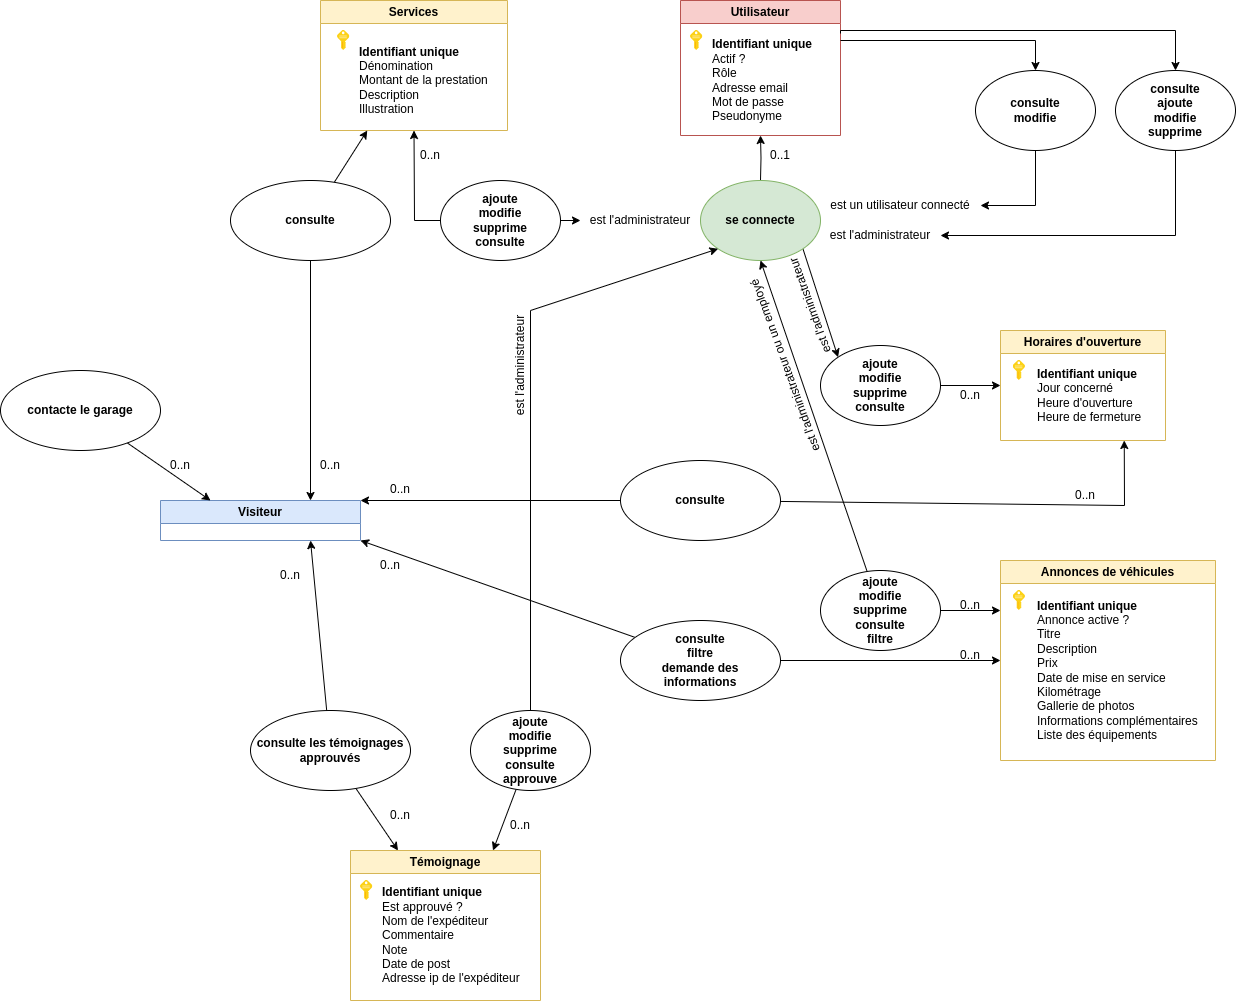 Services
Identifiant unique
Dénomination
Montant de la prestation
Description
Illustration
Utilisateur
Identifiant unique
Actif ?
Rôle
Adresse email
Mot de passe
Pseudonyme
consulte
modifie
consulte
ajoute
modifie
supprime
0..n
0..1
consulte
ajoute
modifie
supprime
consulte
est l'administrateur
se connecte
est un utilisateur connecté
est l'administrateur
est l'administrateur
est l'administrateur ou un employé
est l'administrateur
ajoute
modifie
supprime
consulte
0..n
Horaires d'ouverture
Identifiant unique
Jour concerné
Heure d'ouverture
Heure de fermeture
contacte le garage
0..n
0..n
0..n
consulte
0..n
Visiteur
0..n
0..n
ajoute
modifie
supprime
consulte
filtre
0..n
0..n
Annonces de véhicules
Identifiant unique
Annonce active ?
Titre
Description
Prix
Date de mise en service
Kilométrage
Gallerie de photos
Informations complémentaires
Liste des équipements
consulte
filtre
demande des
informations
consulte les témoignages
approuvés
ajoute
modifie
supprime
consulte
approuve
0..n
0..n
Témoignage
Identifiant unique
Est approuvé ?
Nom de l'expéditeur
Commentaire
Note
Date de post
Adresse ip de l'expéditeur